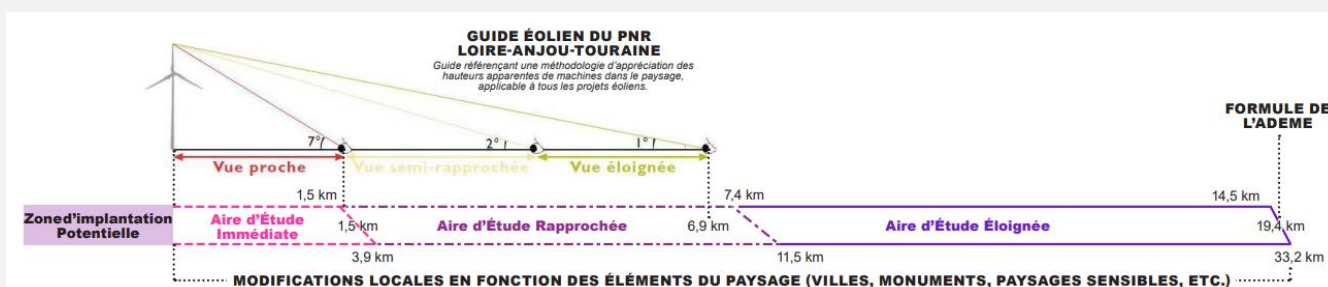 GUIDE ÉOLIEN DU PNR
LOIRE-ANJOU-TOURAINE
Guide référençant une méthodologie d'appréciation des
hauteurs apparentes de machines dans le paysage,
applicable à tous les projets éoliens.
FORMULE DE
L'ADEME
7°
2°
1°
Vue proche
Vue semi-rapprochée
Vue éloignée
1,5 km
7,4 km
14,5 km
Zoned'implantation
Potentielle
Aire d'Étude
Immédiate
1,5 km
Aire d'Étude Rapprochée
6,9 km
Aire d'Étude Éloignée
19,4 km
3,9 km
11,5 km
33,2 km
MODIFICATIONS LOCALES EN FONCTION DES ÉLÉMENTS DU PAYSAGE (VILLES, MONUMENTS, PAYSAGES SENSIBLES, ETC.)